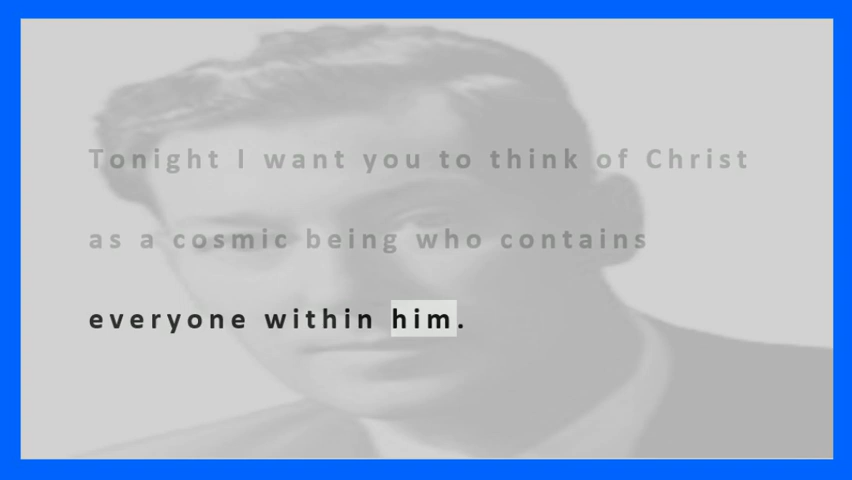 Tonight I want you to think of Christ
as a cosmic being who contains
everyone within him.